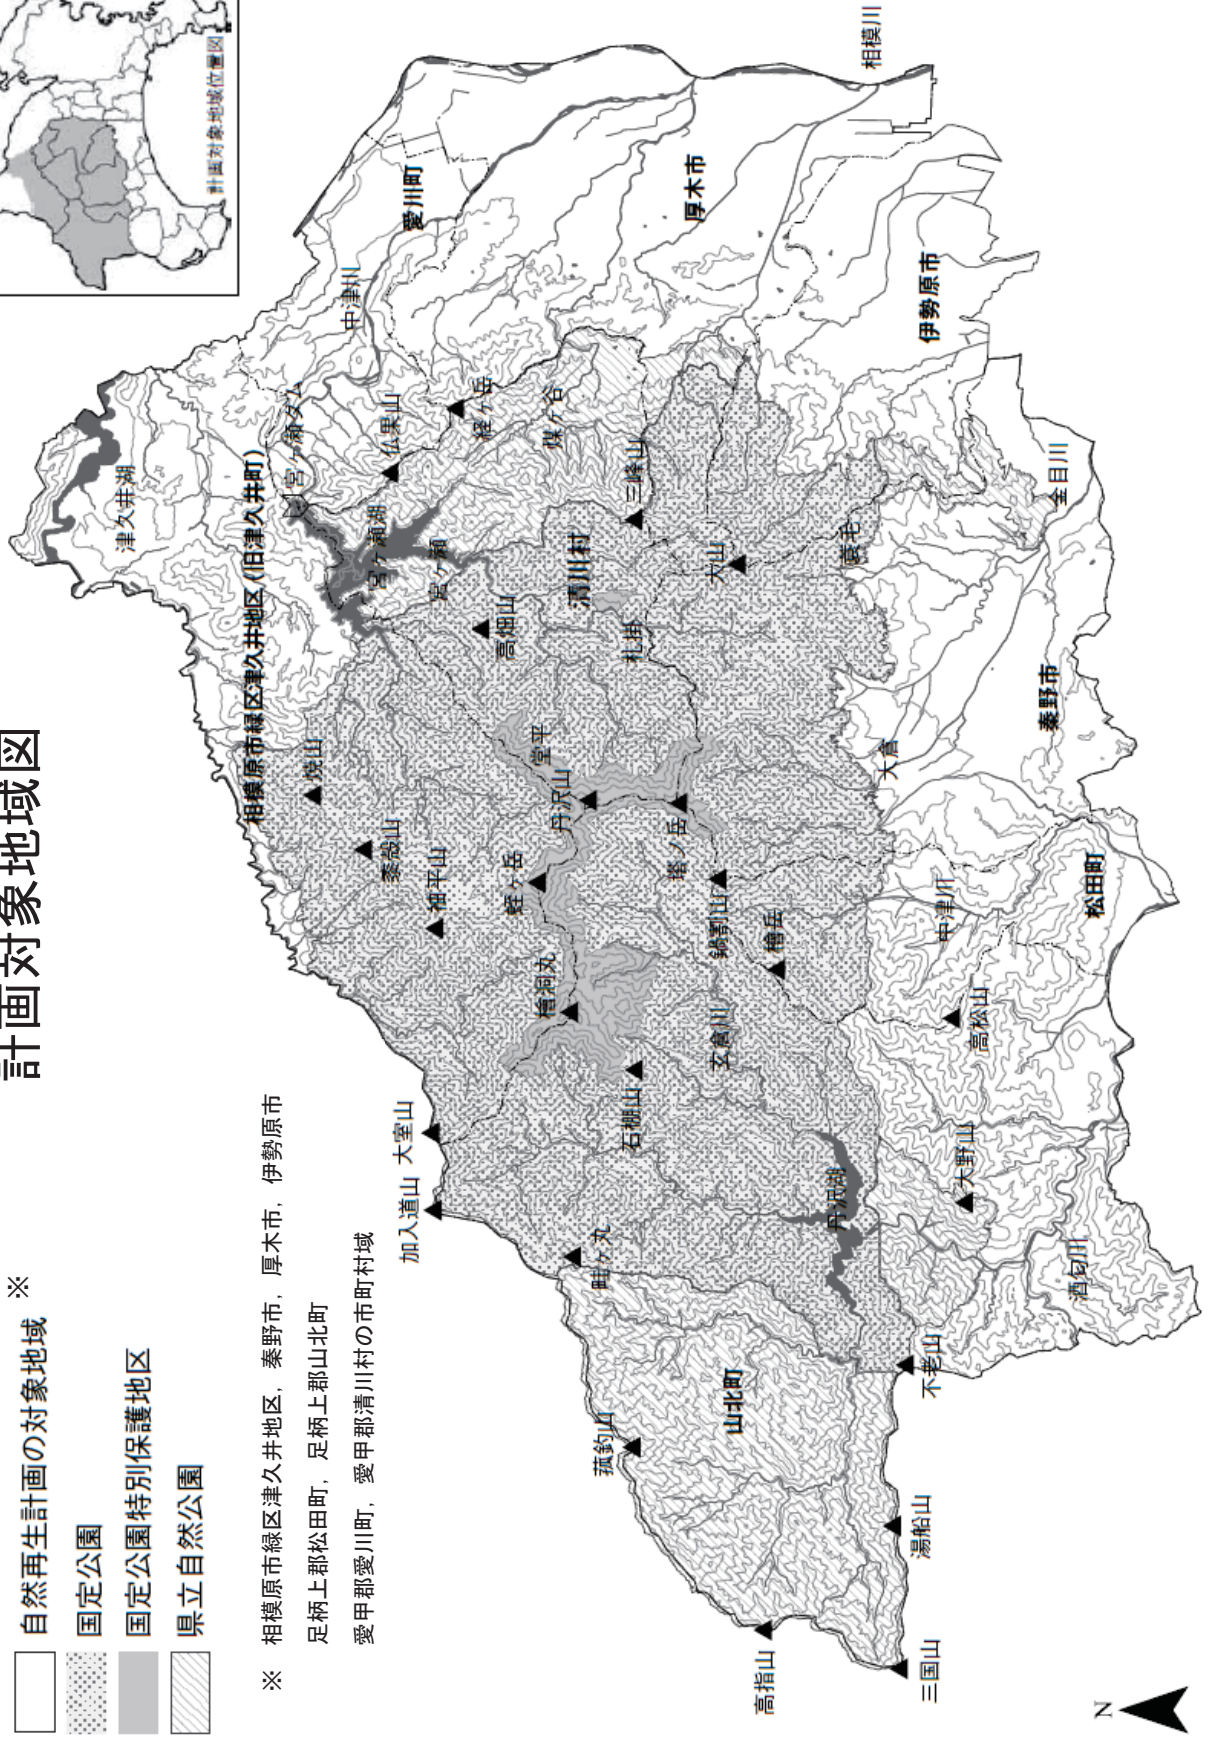 計画対象地域図
計画対象地域位置図
自然再生計画の対象地域 ※
国定公園
国定公園特別保護地区
県立自然公園
※ 相模原市緑区津久井地区，秦野市，厚木市，伊勢原市
足柄上郡松田町，足柄上郡山北町
愛甲郡愛川町，愛甲郡清川村の市町村域
津久井湖
相模原市緑区津久井地区(旧津久井町)
宮ヶ瀬ダム
中津川
愛川町
焼山
宮ヶ瀬湖
仏果山
黍殻山
宮ヶ瀬
経ヶ岳
加入道山
大室山
袖平山
高畑山
煤ヶ谷
蛭ヶ岳
堂平
檜洞丸
丹沢山
清川村
畦ヶ丸
石棚山
札掛
三峰山
厚木市
菰釣山
塔ノ岳
大山
山北町
玄倉川
鍋割山
檜岳
高指山
丹沢湖
蓑毛
相模川
大倉
伊勢原市
湯船山
不老山
三国山
中津川
大野山
高松山
秦野市
金目川
酒匂川
松田町
N